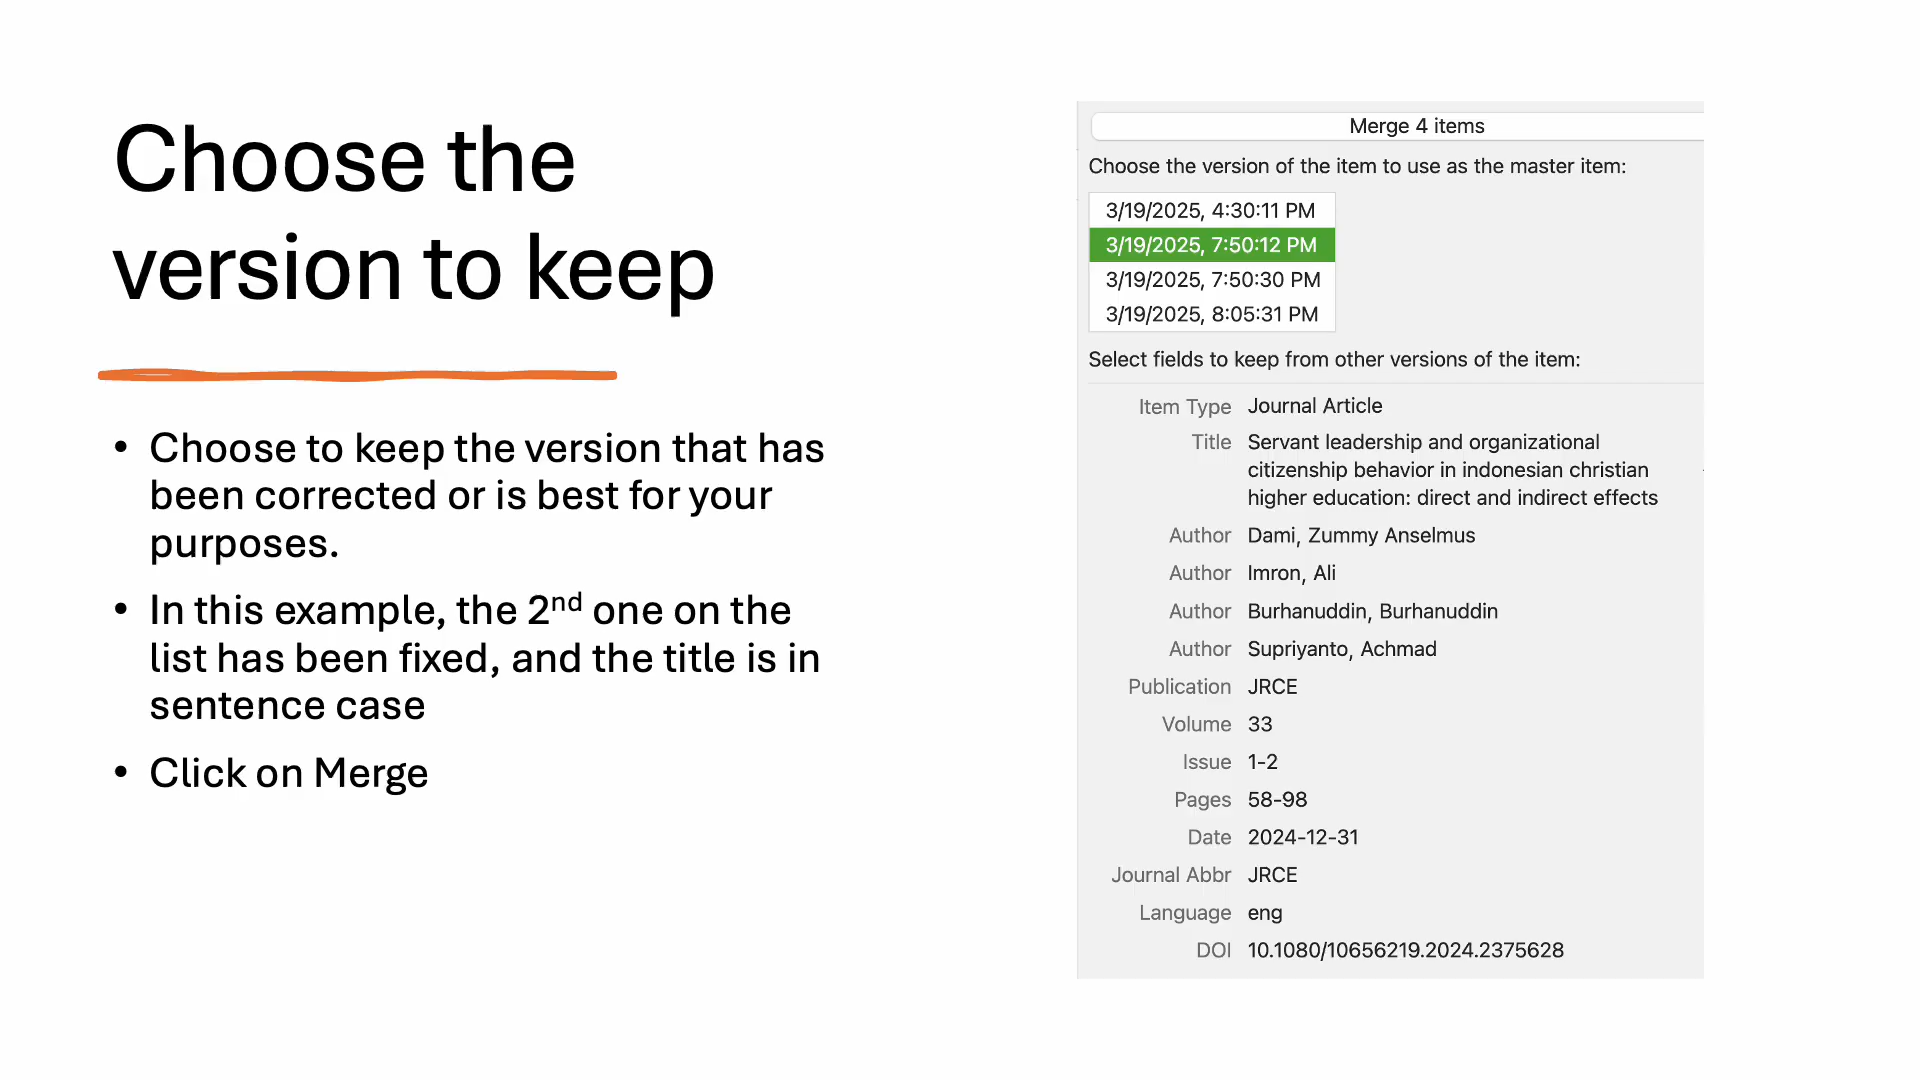 Choose the
version to keep
• Choose to keep the version that has
been corrected or is best for your
purposes.
• In this example, the 2nd one on the
list has been fixed, and the title is in
sentence case
• Click on Merge
Merge 4 items
Choose the version of the item to use as the master item:
3/19/2025, 4:30:11 PM
3/19/2025, 7:50:12 PM
3/19/2025, 7:50:30 PM
3/19/2025, 8:05:31 PM
Select fields to keep from other versions of the item:
Item Type Journal Article
Title Servant leadership and organizational
citizenship behavior in indonesian christian
higher education: direct and indirect effects
Author Dami, Zummy Anselmus
Author Imron, Ali
Author Burhanuddin, Burhanuddin
Author Supriyanto, Achmad
Publication JRCE
Volume 33
Issue 1-2
Pages 58-98
Date 2024-12-31
Journal Abbr JRCE
Language eng
DOI 10.1080/10656219.2024.2375628